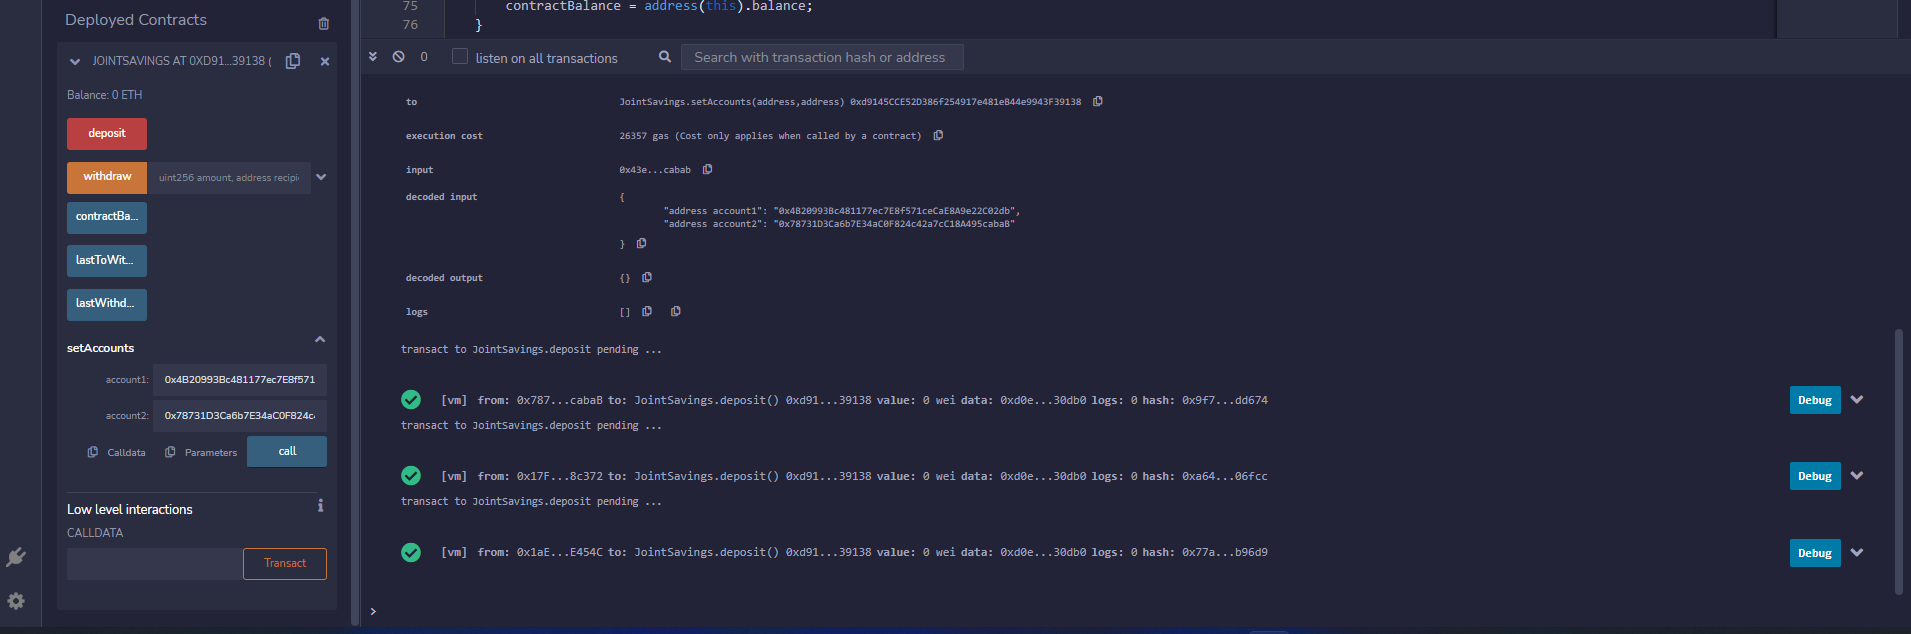 Deployed Contracts
JOINTSAVINGS AT 0XD91...39138 (
Balance: 0 ETH
deposit
withdraw
uint256 amount, address recipi
contractBa...
lastToWit...
lastWithd...
setAccounts
account1:
0x4B20993Bc481177ec7E8f571
account2:
0x78731D3Ca6b7E34aC0F824c
Calldata
Parameters
call
Low level interactions
CALLDATA
Transact
75 contractBalance = address(this).balance;
76 }
0
listen on all transactions
Search with transaction hash or address
to JointSavings.setAccounts(address,address) 0xd9145CCE52D386f254917e481eB44e9943F39138
execution cost 26357 gas (Cost only applies when called by a contract)
input 0x43e...cabab
decoded input {
"address account1": "0x4B20993Bc481177ec7E8f571ceCaE8A9e22C02db",
"address account2": "0x78731D3Ca6b7E34aC0F824c42a7cC18A495cabaB"
}
decoded output {}
logs []
transact to JointSavings.deposit pending ...
[vm] from: 0x787...cabaB to: JointSavings.deposit() 0xd91...39138 value: 0 wei data: 0xd0e...30db0 logs: 0 hash: 0x9f7...dd674
Debug
transact to JointSavings.deposit pending ...
[vm] from: 0x17F...8c372 to: JointSavings.deposit() 0xd91...39138 value: 0 wei data: 0xd0e...30db0 logs: 0 hash: 0xa64...06fcc
Debug
transact to JointSavings.deposit pending ...
[vm] from: 0x1aE...E454C to: JointSavings.deposit() 0xd91...39138 value: 0 wei data: 0xd0e...30db0 logs: 0 hash: 0x77a...b96d9
Debug
>